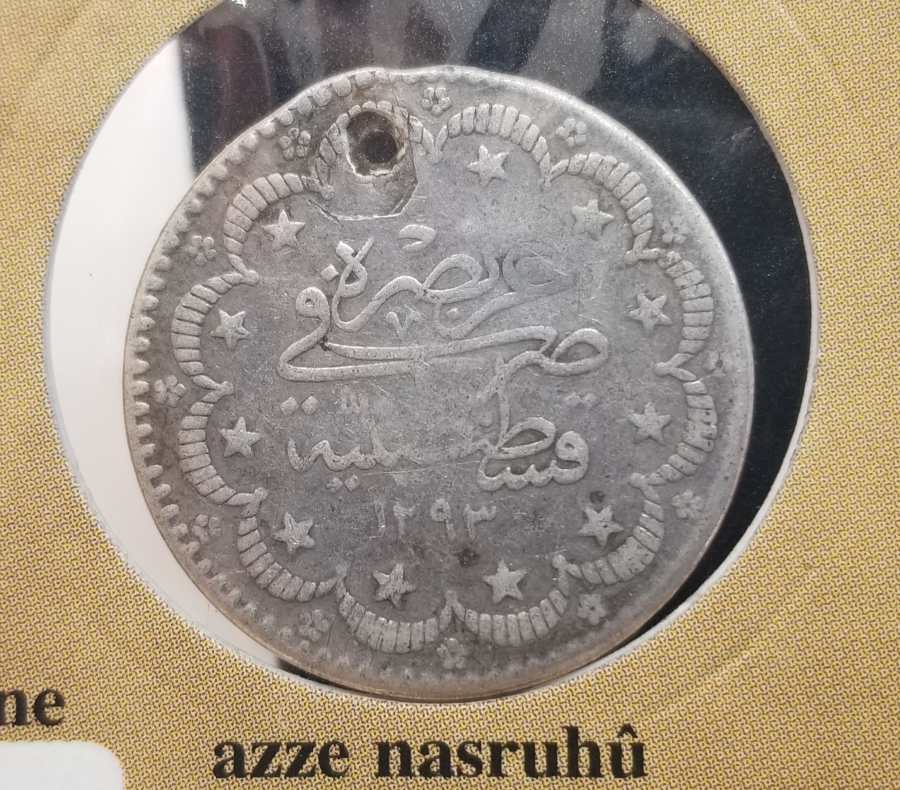 عز نصره
ضرب في
قسطنطينية
١٢٩٣
ne
azze nasruhû